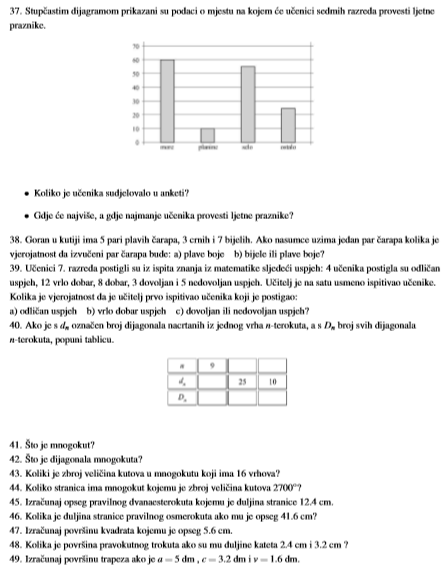 37. Stupčastim dijagramom prikazani su podaci o mjestu na kojem će učenici sedmih razreda provesti ljetne
praznike.
70
60
50
40
30
20
10
0
more planine selo ostalo
• Koliko je učenika sudjelovalo u anketi?
• Gdje će najviše, a gdje najmanje učenika provesti ljetne praznike?
38. Goran u kutiji ima 5 pari plavih čarapa, 3 crnih i 7 bijelih. Ako nasumce uzima jedan par čarapa kolika je
vjerojatnost da izvučeni par čarapa bude: a) plave boje b) bijele ili plave boje?
39. Učenici 7. razreda postigli su iz ispita znanja iz matematike sljedeći uspjeh: 4 učenika postigla su odličan
uspjeh, 12 vrlo dobar, 8 dobar, 3 dovoljan i 5 nedovoljan uspjeh. Učitelj je na satu usmeno ispitivao učenike.
Kolika je vjerojatnost da je učitelj prvo ispitivao učenika koji je postigao:
a) odličan uspjeh b) vrlo dobar uspjeh c) dovoljan ili nedovoljan uspjeh?
40. Ako je s dₙ označen broj dijagonala nacrtanih iz jednog vrha n-terokuta, a s Dₙ broj svih dijagonala
n-terokuta, popuni tablicu.
n 9
dₙ 25 10
Dₙ
41. Što je mnogokut?
42. Što je dijagonala mnogokuta?
43. Koliki je zbroj veličina kutova u mnogokutu koji ima 16 vrhova?
44. Koliko stranica ima mnogokut kojemu je zbroj veličina kutova 2700°?
45. Izračunaj opseg pravilnog dvanaesterokuta kojemu je duljina stranice 12.4 cm.
46. Kolika je duljina stranice pravilnog osmerokuta ako mu je opseg 41.6 cm?
47. Izračunaj površinu kvadrata kojemu je opseg 5.6 cm.
48. Kolika je površina pravokutnog trokuta ako su mu duljine kateta 2.4 cm i 3.2 cm ?
49. Izračunaj površinu trapeza ako je a = 5 dm , c = 3.2 dm i v = 1.6 dm.